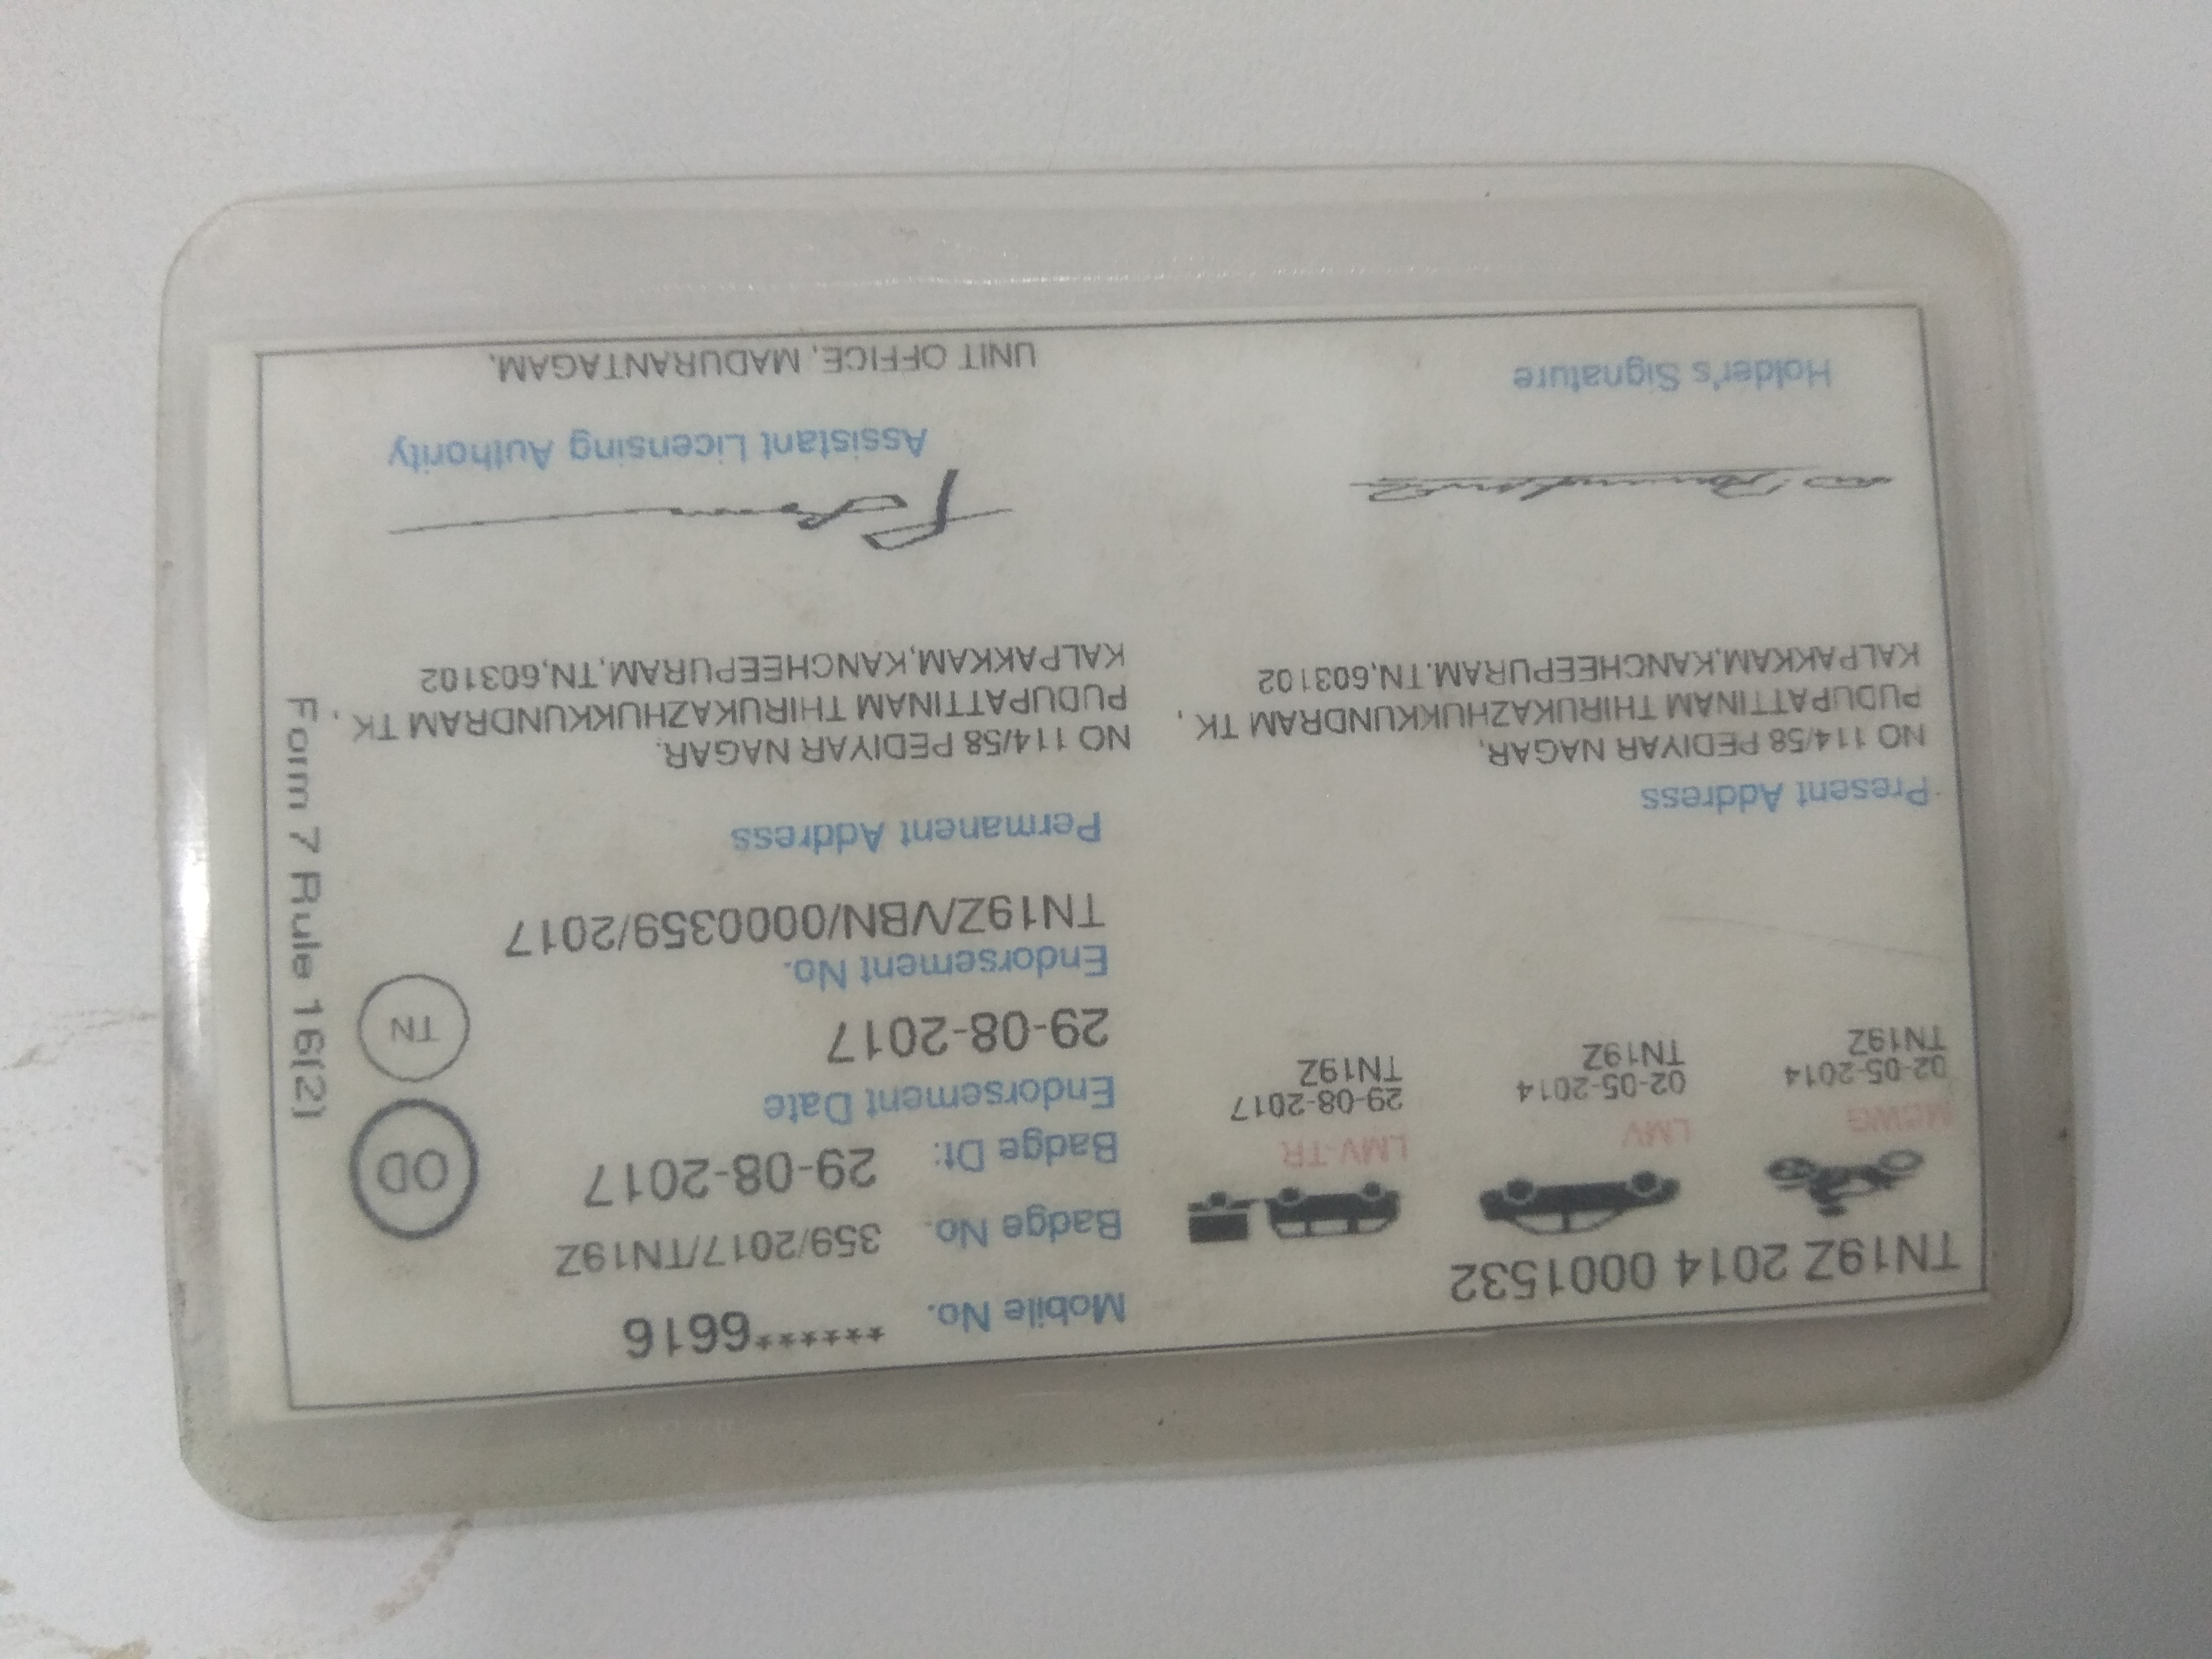 TN19Z 2014 0001532
MCWG
02-05-2014
TN19Z
LMV
02-05-2014
TN19Z
LMV-TR
29-08-2017
TN19Z
Mobile No. ******6616
Badge No. 359/2017/TN19Z
Badge Dt: 29-08-2017
Endorsement Date
29-08-2017
Endorsement No.
TN19Z/VBN/0000359/2017
OD
TN
Form 7 Rule 16(2)
Present Address
NO 114/58 PEDIYAR NAGAR,
PUDUPATTINAM THIRUKAZHUKKUNDRAM TK ,
KALPAKKAM,KANCHEEPURAM,TN,603102
Permanent Address
NO 114/58 PEDIYAR NAGAR,
PUDUPATTINAM THIRUKAZHUKKUNDRAM TK ,
KALPAKKAM,KANCHEEPURAM,TN,603102
Holder's Signature
Assistant Licensing Authority
UNIT OFFICE, MADURANTAGAM,